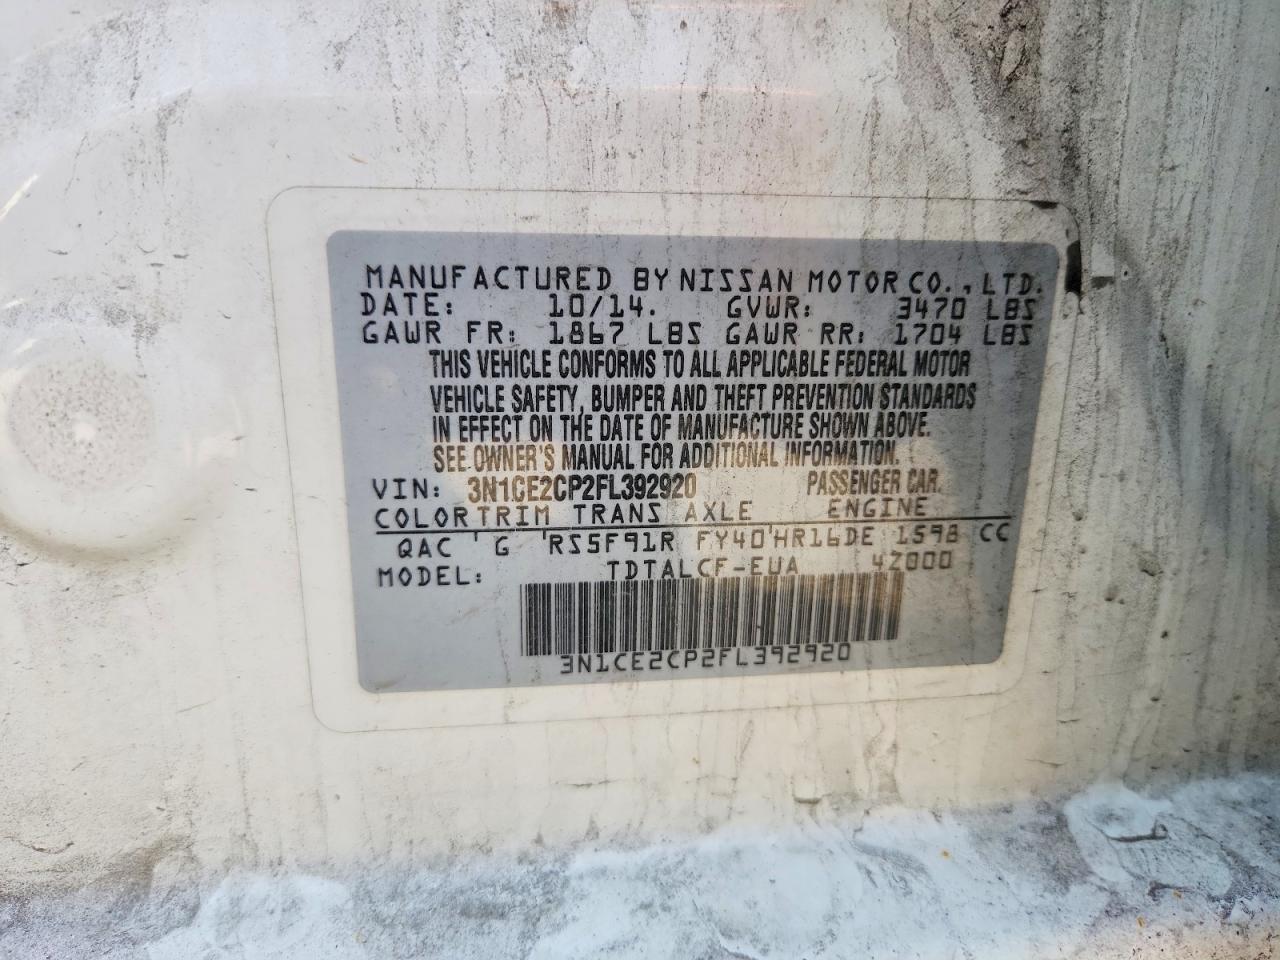 MANUFACTURED BY NISSAN MOTOR CO., LTD.
DATE: 10/14. GVWR: 3470 LBS
GAWR FR: 1867 LBS GAWR RR: 1704 LBS
THIS VEHICLE CONFORMS TO ALL APPLICABLE FEDERAL MOTOR
VEHICLE SAFETY, BUMPER AND THEFT PREVENTION STANDARDS
IN EFFECT ON THE DATE OF MANUFACTURE SHOWN ABOVE.
SEE OWNER'S MANUAL FOR ADDITIONAL INFORMATION.
VIN: 3N1CE2CP2FL392920 PASSENGER CAR.
COLOR TRIM TRANS AXLE ENGINE
QAC ' G ' RS5F91R FY40 ' HR16DE 1598 CC
MODEL: TDTALCF-EUA 4Z000
3N1CE2CP2FL392920